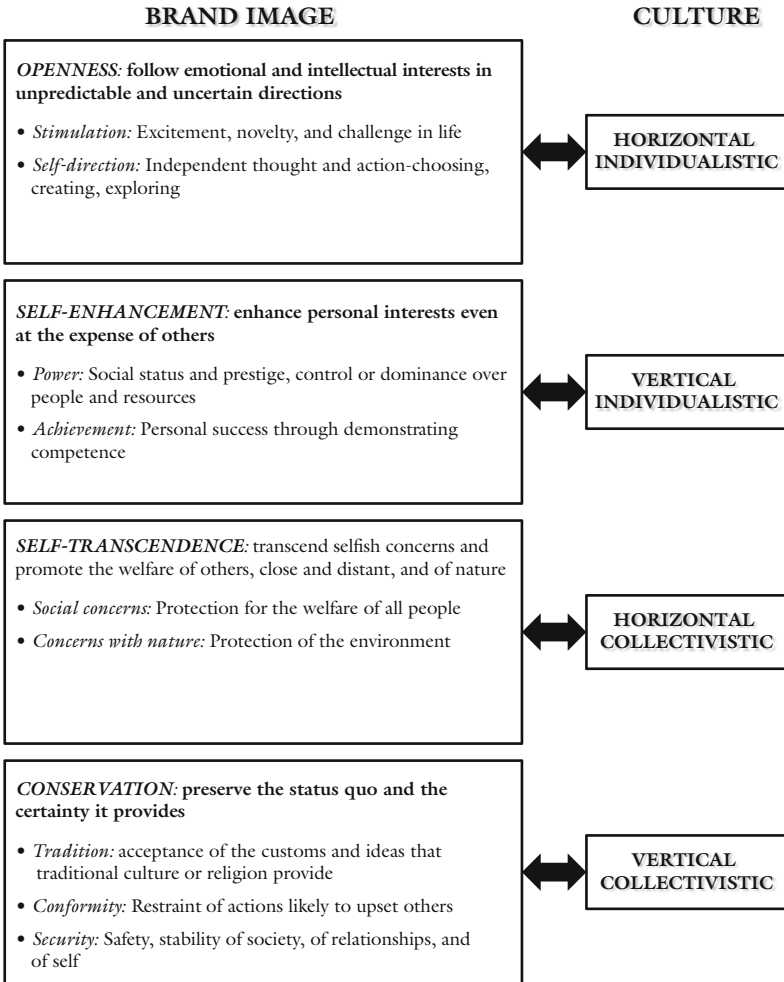 BRAND IMAGE
CULTURE
OPENNESS: follow emotional and intellectual interests in
unpredictable and uncertain directions
• Stimulation: Excitement, novelty, and challenge in life
• Self-direction: Independent thought and action-choosing,
creating, exploring
HORIZONTAL
INDIVIDUALISTIC
SELF-ENHANCEMENT: enhance personal interests even
at the expense of others
• Power: Social status and prestige, control or dominance over
people and resources
• Achievement: Personal success through demonstrating
competence
VERTICAL
INDIVIDUALISTIC
SELF-TRANSCENDENCE: transcend selfish concerns and
promote the welfare of others, close and distant, and of nature
• Social concerns: Protection for the welfare of all people
• Concerns with nature: Protection of the environment
HORIZONTAL
COLLECTIVISTIC
CONSERVATION: preserve the status quo and the
certainty it provides
• Tradition: acceptance of the customs and ideas that
traditional culture or religion provide
• Conformity: Restraint of actions likely to upset others
• Security: Safety, stability of society, of relationships, and
of self
VERTICAL
COLLECTIVISTIC